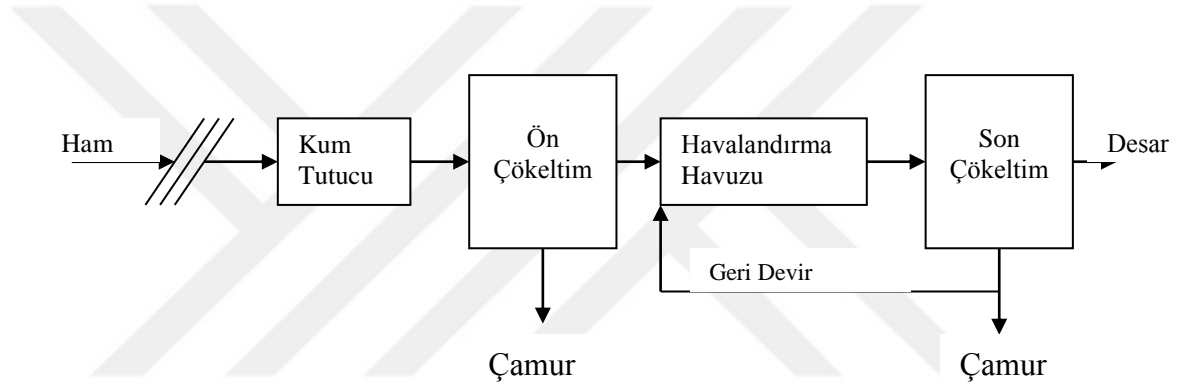 Ham
Kum
Tutucu
Ön
Çökeltim
Havalandırma
Havuzu
Son
Çökeltim
Desar
Geri Devir
Çamur
Çamur